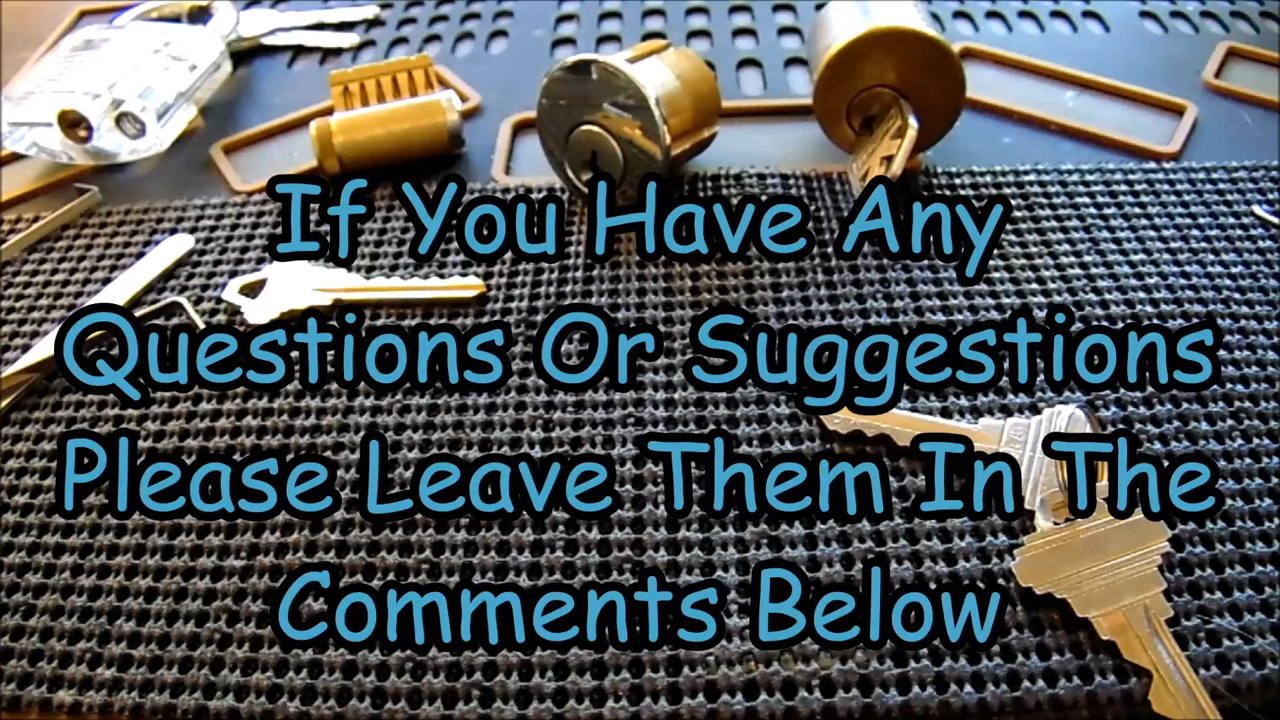 If You Have Any
Questions Or Suggestions
Please Leave Them In The
Comments Below